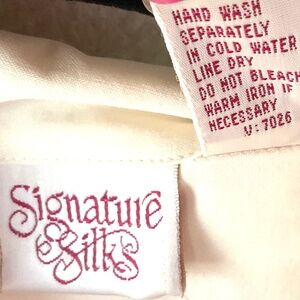 HAND WASH
SEPARATELY
IN COLD WATER
LINE DRY
DO NOT BLEACH
WARM IRON IF
NECESSARY
V: 7026
Signature
Silks